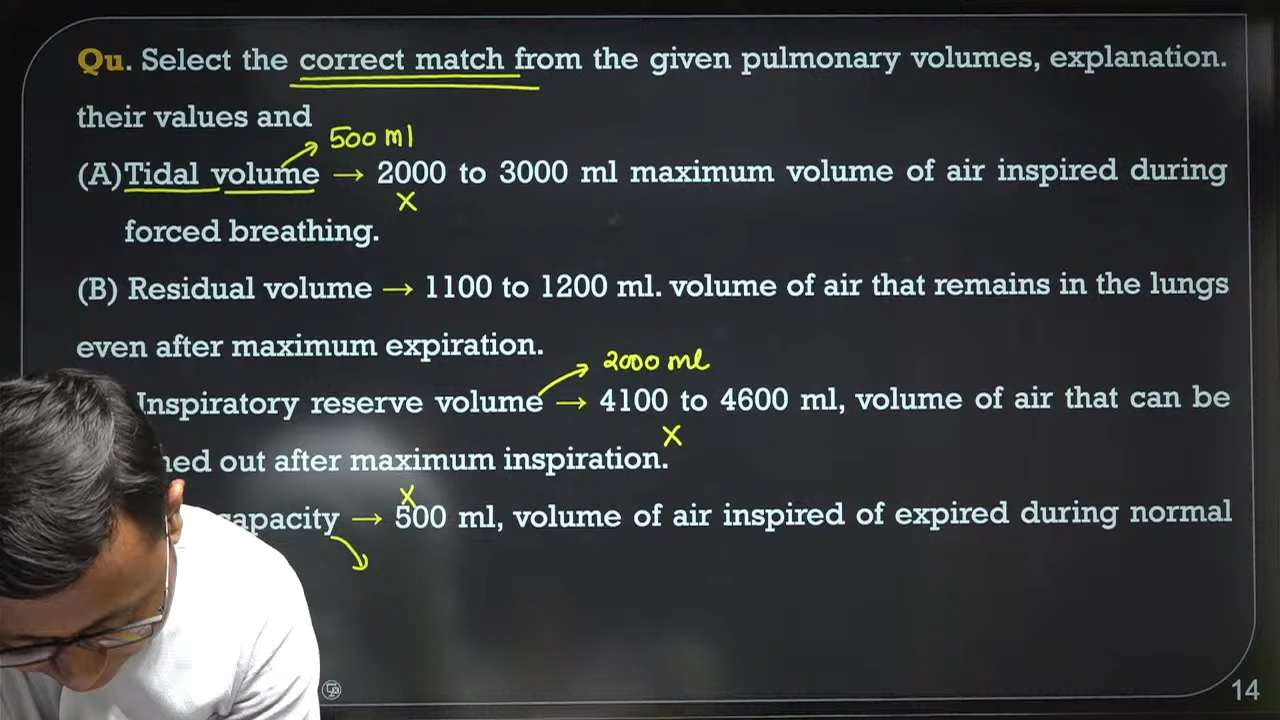 Qu. Select the correct match from the given pulmonary volumes, explanation.
their values and
500 ml
(A) Tidal volume → 2000 to 3000 ml maximum volume of air inspired during
x
forced breathing.
(B) Residual volume → 1100 to 1200 ml. volume of air that remains in the lungs
even after maximum expiration.
2000 ml
Inspiratory reserve volume → 4100 to 4600 ml, volume of air that can be
x
out after maximum inspiration.
x
capacity → 500 ml, volume of air inspired of expired during normal
14